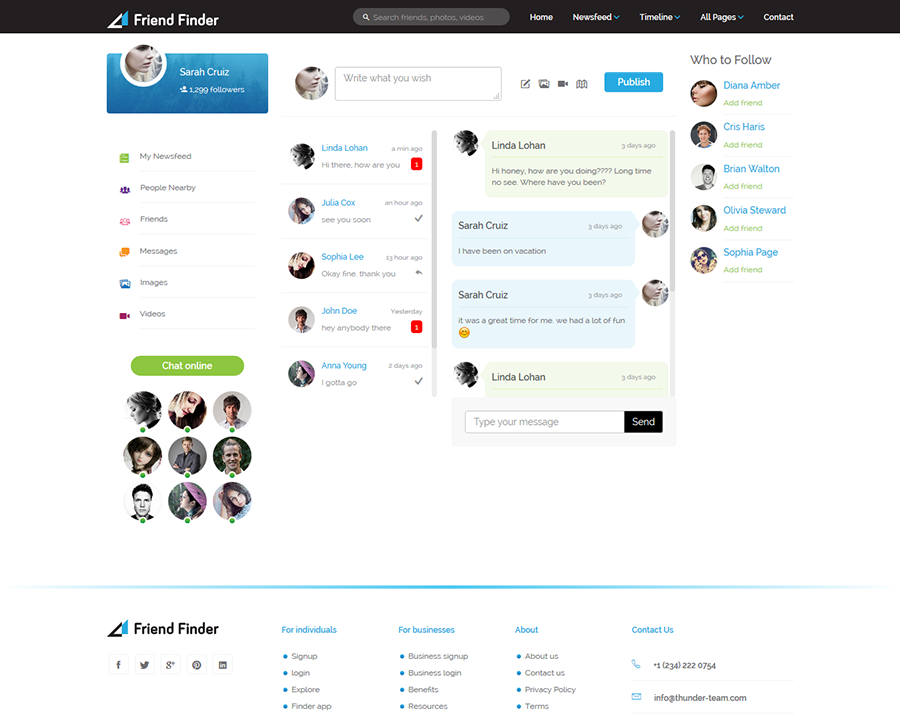 Friend Finder
Search friends, photos, videos
Home
Newsfeed
Timeline
All Pages
Contact
Sarah Cruiz
1,299 followers
My Newsfeed
People Nearby
Friends
Messages
Images
Videos
Chat online
Write what you wish
Publish
Linda Lohan
a min ago
Hi there, how are you
1
Julia Cox
an hour ago
see you soon
Sophia Lee
13 hour ago
Okay fine. thank you
John Doe
Yesterday
hey anybody there
1
Anna Young
2 days ago
I gotta go
Linda Lohan
3 days ago
Hi honey, how are you doing???? Long time
no see. Where have you been?
Sarah Cruiz
3 days ago
I have been on vacation
Sarah Cruiz
3 days ago
it was a great time for me. we had a lot of fun
Linda Lohan
3 days ago
Type your message
Send
Who to Follow
Diana Amber
Add friend
Cris Haris
Add friend
Brian Walton
Add friend
Olivia Steward
Add friend
Sophia Page
Add friend
Friend Finder
f
g+
in
For individuals
Signup
login
Explore
Finder app
For businesses
Business signup
Business login
Benefits
Resources
About
About us
Contact us
Privacy Policy
Terms
Contact Us
+1 (234) 222 0754
info@thunder-team.com